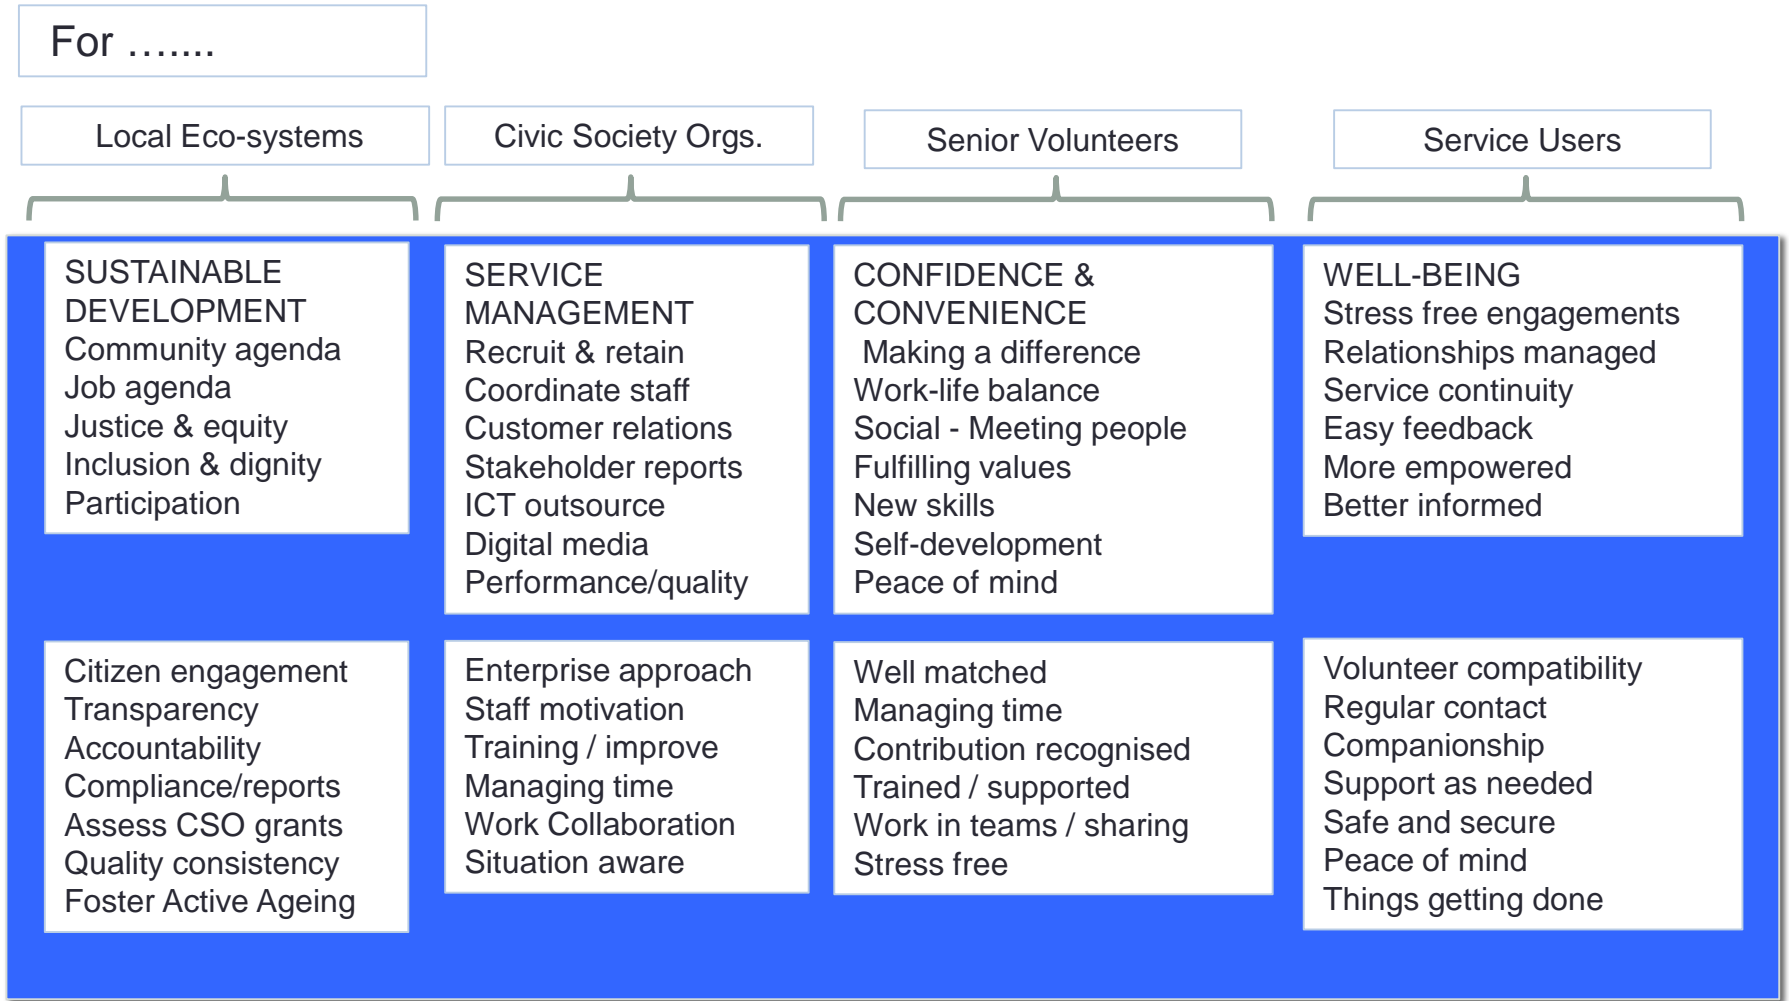 For …....
Local Eco-systems
Civic Society Orgs.
Senior Volunteers
Service Users
SUSTAINABLE
DEVELOPMENT
Community agenda
Job agenda
Justice & equity
Inclusion & dignity
Participation
SERVICE
MANAGEMENT
Recruit & retain
Coordinate staff
Customer relations
Stakeholder reports
ICT outsource
Digital media
Performance/quality
CONFIDENCE &
CONVENIENCE
Making a difference
Work-life balance
Social - Meeting people
Fulfilling values
New skills
Self-development
Peace of mind
WELL-BEING
Stress free engagements
Relationships managed
Service continuity
Easy feedback
More empowered
Better informed
Citizen engagement
Transparency
Accountability
Compliance/reports
Assess CSO grants
Quality consistency
Foster Active Ageing
Enterprise approach
Staff motivation
Training / improve
Managing time
Work Collaboration
Situation aware
Well matched
Managing time
Contribution recognised
Trained / supported
Work in teams / sharing
Stress free
Volunteer compatibility
Regular contact
Companionship
Support as needed
Safe and secure
Peace of mind
Things getting done